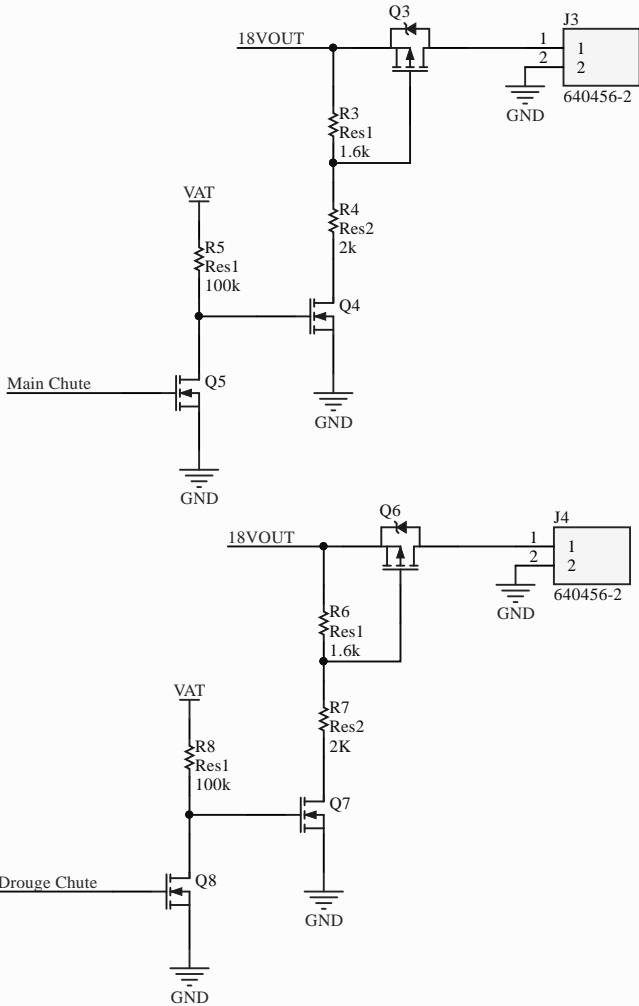 Q3
J3
18VOUT
1
1
2
2
640456-2
GND
R3
Res1
1.6k
VAT
R4
Res2
2k
R5
Res1
100k
Q4
Main Chute
Q5
GND
GND
Q6
J4
18VOUT
1
1
2
2
640456-2
GND
R6
Res1
1.6k
VAT
R7
Res2
2K
R8
Res1
100k
Q7
Drouge Chute
Q8
GND
GND